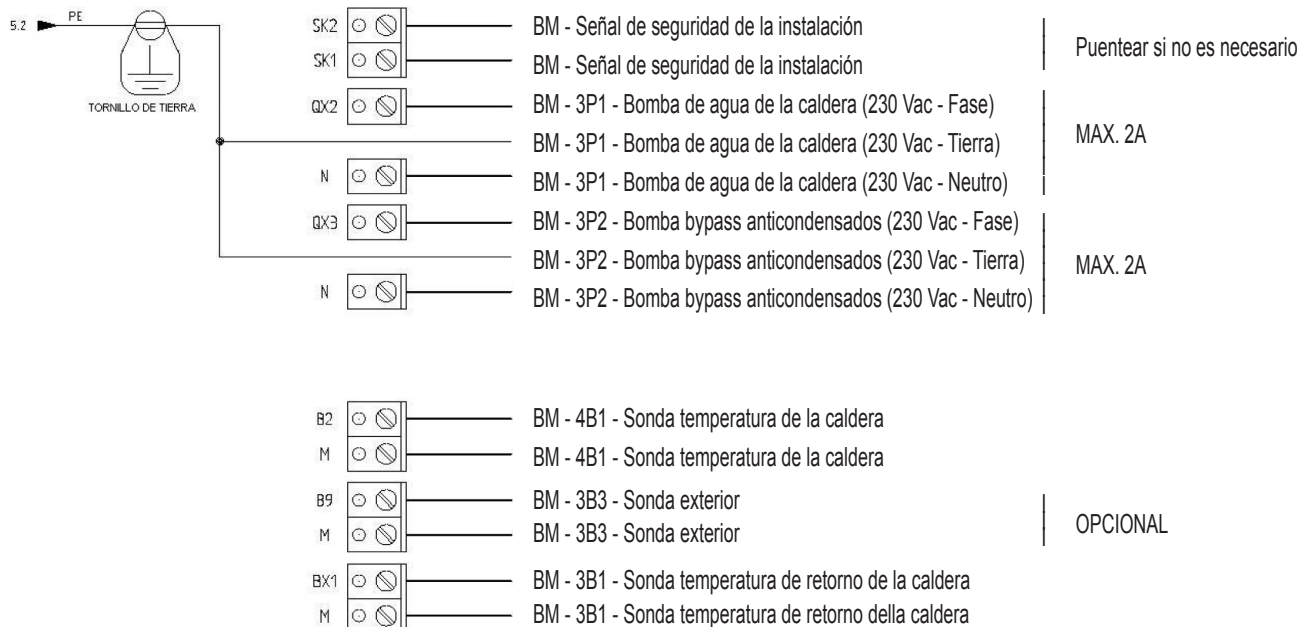 5.2 PE
TORNILLO DE TIERRA
SK2 BM - Señal de seguridad de la instalación
SK1 BM - Señal de seguridad de la instalación
Puentear si no es necesario
QX2 BM - 3P1 - Bomba de agua de la caldera (230 Vac - Fase)
BM - 3P1 - Bomba de agua de la caldera (230 Vac - Tierra)
MAX. 2A
N BM - 3P1 - Bomba de agua de la caldera (230 Vac - Neutro)
QX3 BM - 3P2 - Bomba bypass anticondensados (230 Vac - Fase)
BM - 3P2 - Bomba bypass anticondensados (230 Vac - Tierra)
MAX. 2A
N BM - 3P2 - Bomba bypass anticondensados (230 Vac - Neutro)
B2 BM - 4B1 - Sonda temperatura de la caldera
M BM - 4B1 - Sonda temperatura de la caldera
B9 BM - 3B3 - Sonda exterior
M BM - 3B3 - Sonda exterior
OPCIONAL
BX1 BM - 3B1 - Sonda temperatura de retorno de la caldera
M BM - 3B1 - Sonda temperatura de retorno della caldera